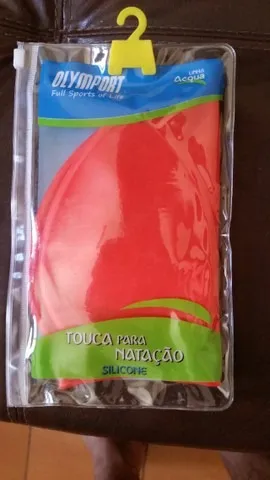 OLYMPORT
Full Sports of Life
LINHA
Acqua
TOUCA PARA
NATAÇÃO
SILICONE